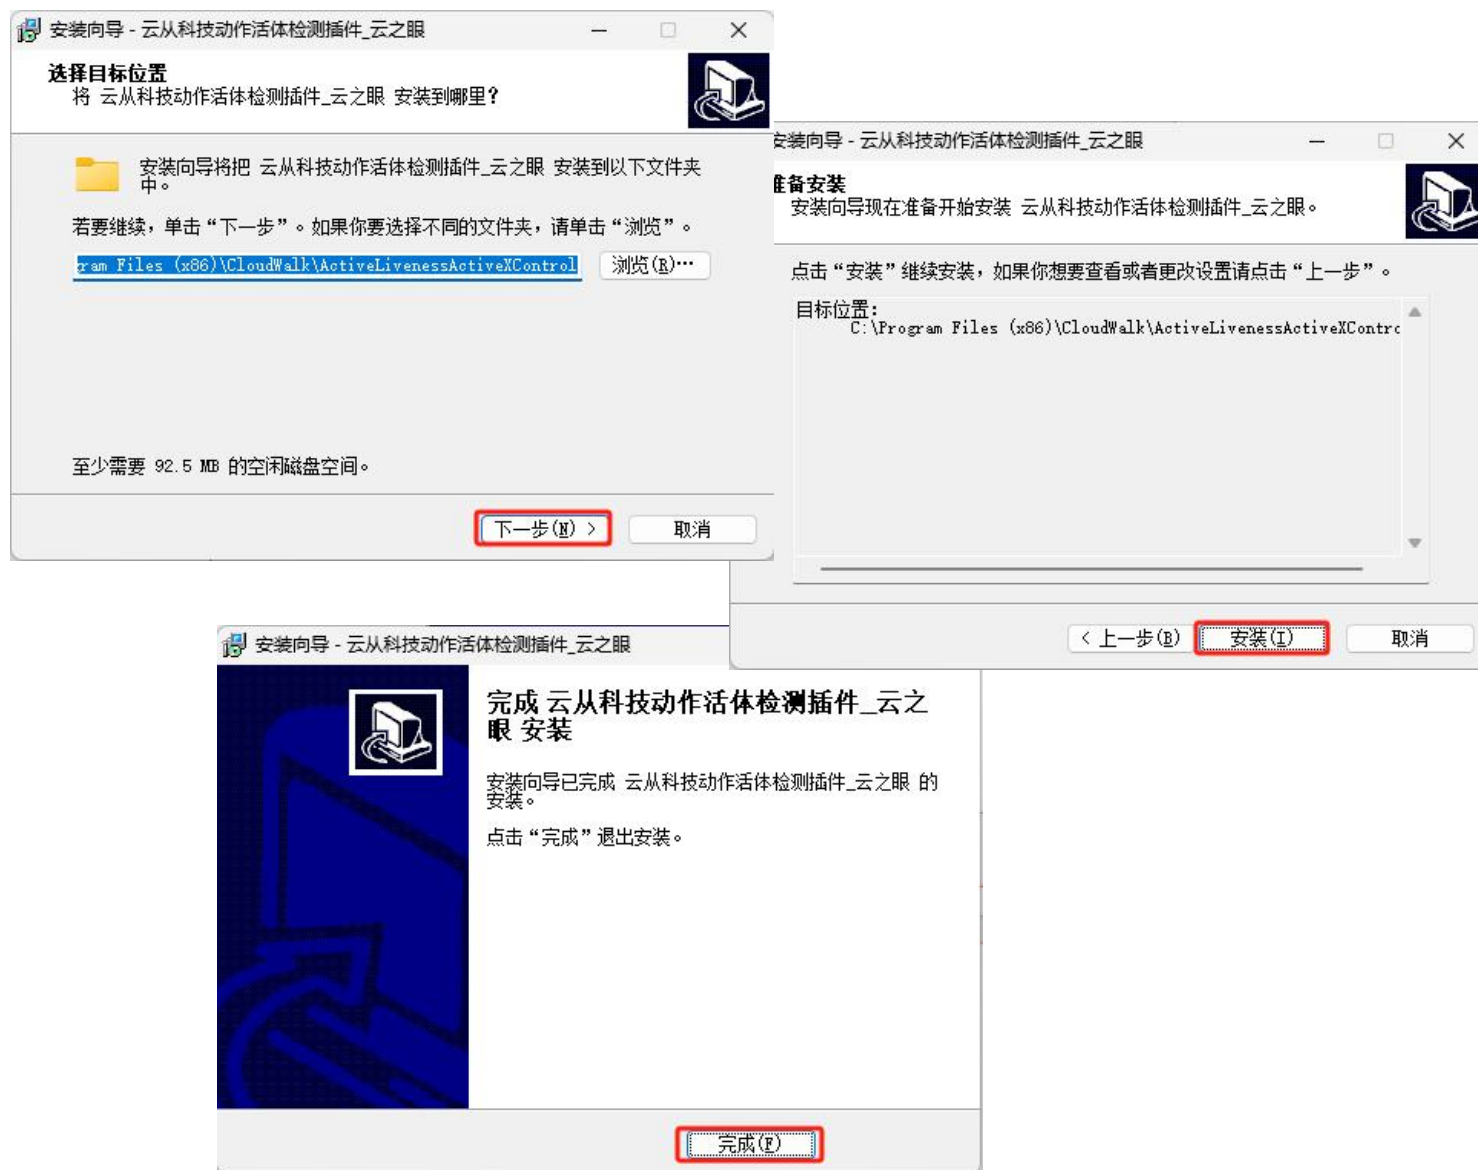 安装向导 - 云从科技动作活体检测插件_云之眼
选择目标位置
将 云从科技动作活体检测插件_云之眼 安装到哪里?
安装向导将把 云从科技动作活体检测插件_云之眼 安装到以下文件夹
中。
若要继续，单击“下一步”。如果你要选择不同的文件夹，请单击“浏览”。
gram Files (x86)\CloudWalk\ActiveLivenessActiveXControl
浏览(R)…
至少需要 92.5 MB 的空闲磁盘空间。
下一步(N) >
取消
安装向导 - 云从科技动作活体检测插件_云之眼
准备安装
安装向导现在准备开始安装 云从科技动作活体检测插件_云之眼。
点击“安装”继续安装，如果你想要查看或者更改设置请点击“上一步”。
目标位置:
C:\Program Files (x86)\CloudWalk\ActiveLivenessActiveXContro
< 上一步(B)
安装(I)
取消
安装向导 - 云从科技动作活体检测插件_云之眼
完成 云从科技动作活体检测插件_云之
眼 安装
安装向导已完成 云从科技动作活体检测插件_云之眼 的
安装。
点击“完成”退出安装。
完成(F)